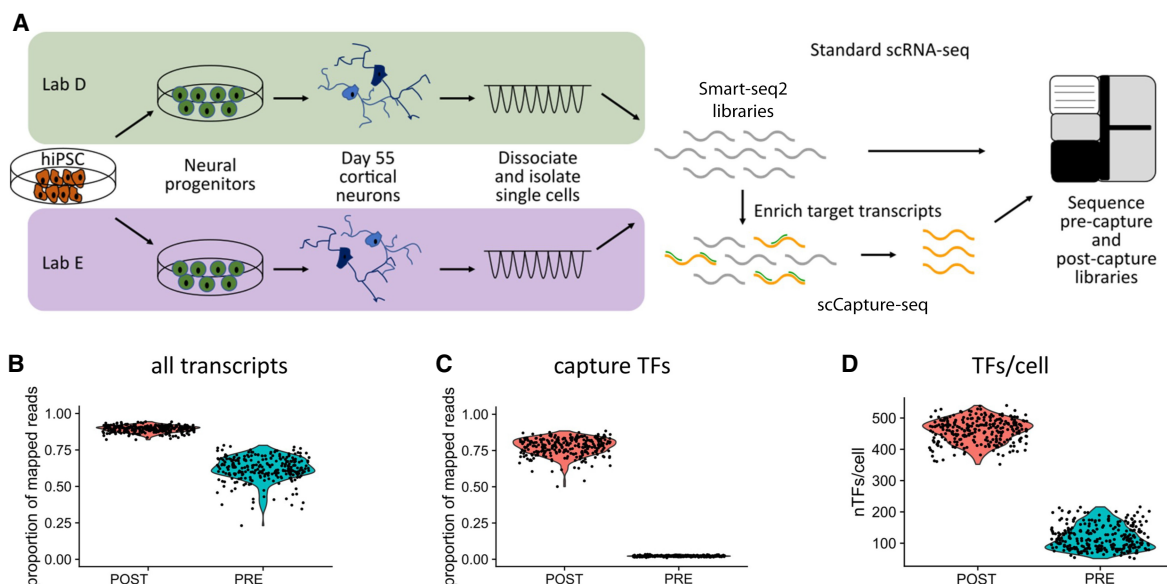 A
Lab D
hiPSC
Neural
progenitors
Day 55
cortical
neurons
Dissociate
and isolate
single cells
Lab E
Standard scRNA-seq
Smart-seq2
libraries
Enrich target transcripts
scCapture-seq
Sequence
pre-capture
and
post-capture
libraries
B
all transcripts
proportion of mapped reads
1.00
0.75
0.50
0.25
0.00
POST
PRE
C
capture TFs
proportion of mapped reads
1.00
0.75
0.50
0.25
0.00
POST
PRE
D
TFs/cell
nTFs/cell
500
400
300
200
100
POST
PRE